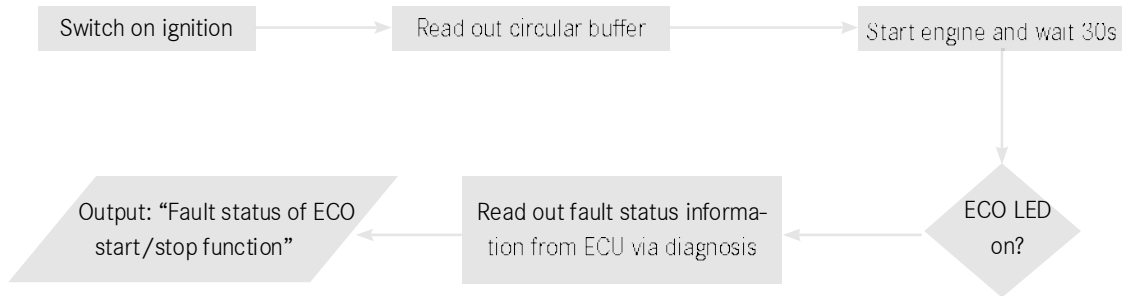 Switch on ignition
Read out circular buffer
Start engine and wait 30s
ECO LED
on?
Read out fault status informa-
tion from ECU via diagnosis
Output: “Fault status of ECO
start/stop function”